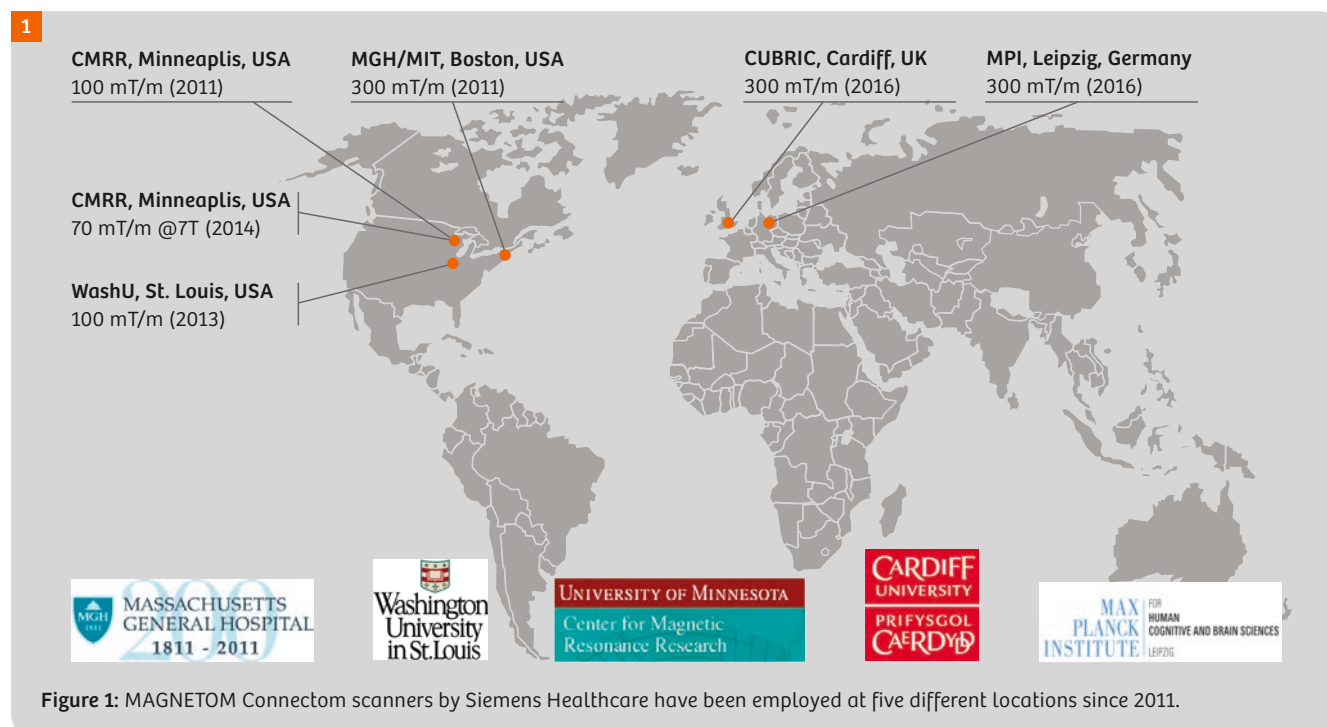 1
CMRR, Minneaplis, USA
100 mT/m (2011)
MGH/MIT, Boston, USA
300 mT/m (2011)
CUBRIC, Cardiff, UK
300 mT/m (2016)
MPI, Leipzig, Germany
300 mT/m (2016)
CMRR, Minneaplis, USA
70 mT/m @7T (2014)
WashU, St. Louis, USA
100 mT/m (2013)
200
MGH
1811
MASSACHUSETTS
GENERAL HOSPITAL
1811 - 2011
Washington
University
in St. Louis
UNIVERSITY OF MINNESOTA
Center for Magnetic
Resonance Research
CARDIFF
UNIVERSITY
PRIFYSGOL
CAERDYDD
MAX
PLANCK
INSTITUTE
FOR
HUMAN
COGNITIVE AND BRAIN SCIENCES
LEIPZIG
Figure 1: MAGNETOM Connectom scanners by Siemens Healthcare have been employed at five different locations since 2011.